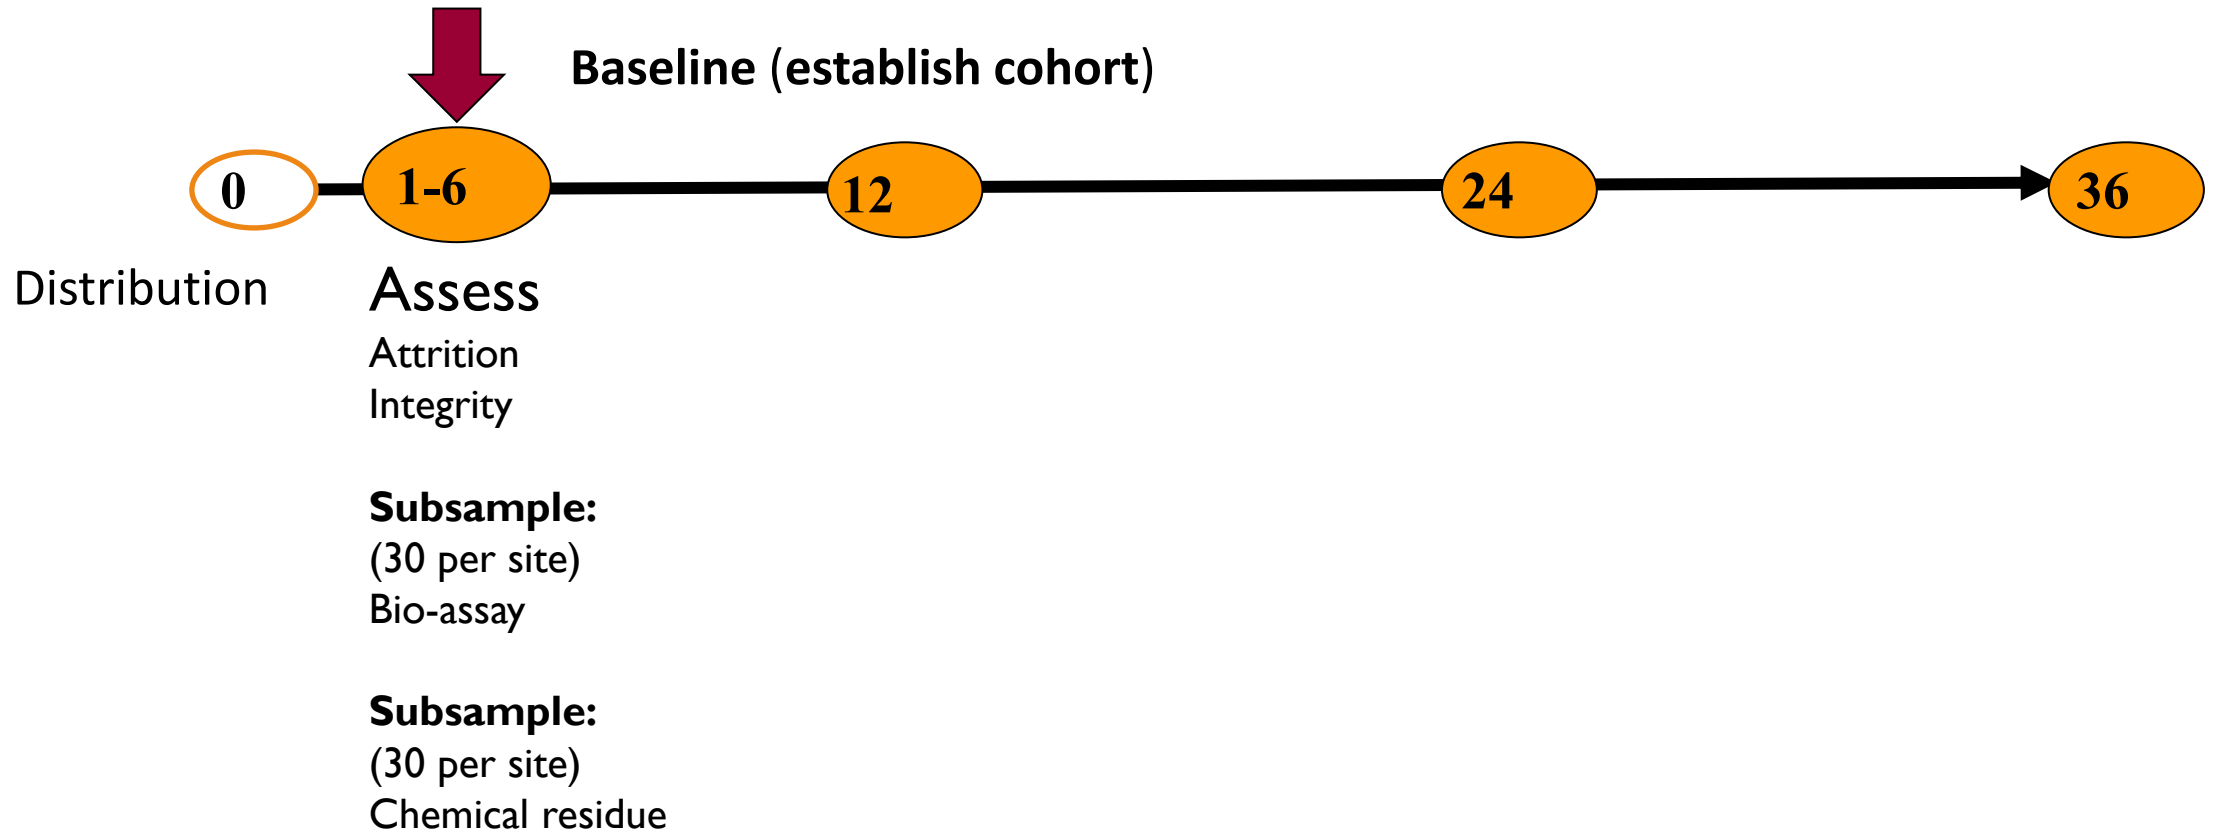 Baseline (establish cohort)
0
1-6
12
24
36
Distribution
Assess
Attrition
Integrity
Subsample:
(30 per site)
Bio-assay
Subsample:
(30 per site)
Chemical residue